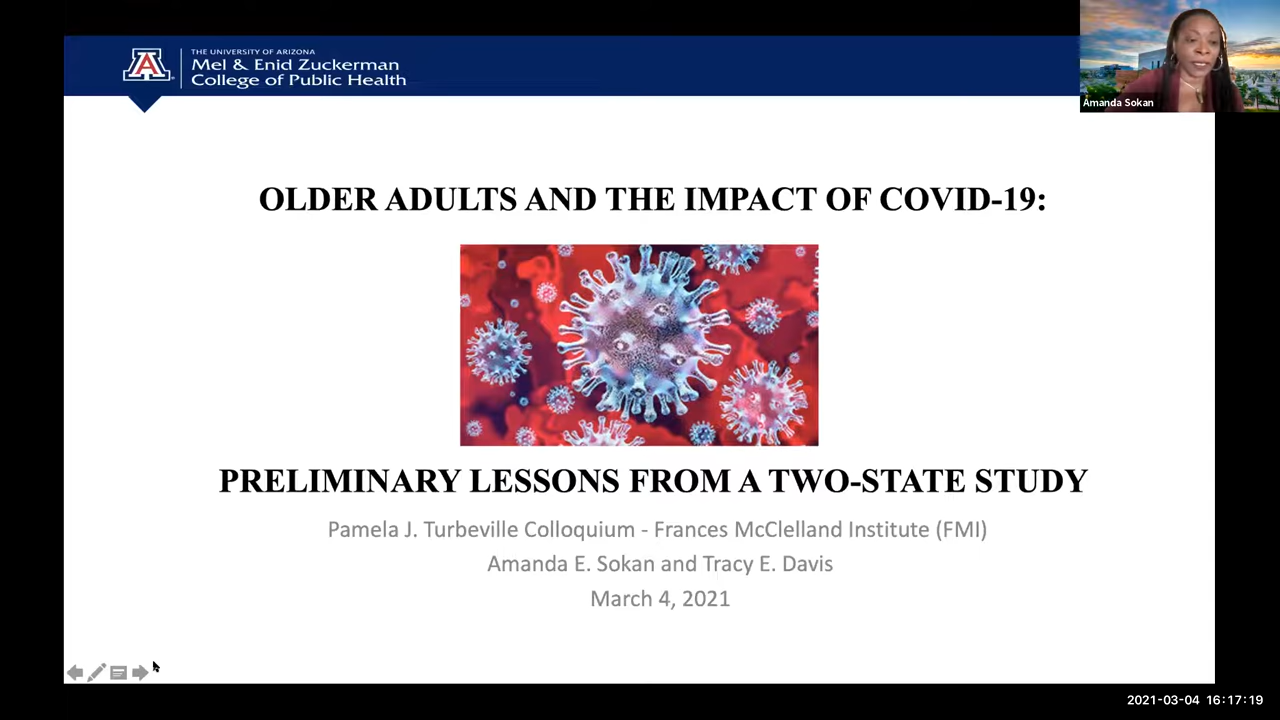 THE UNIVERSITY OF ARIZONA
Mel & Enid Zuckerman
College of Public Health
Amanda Sokan
OLDER ADULTS AND THE IMPACT OF COVID-19:
PRELIMINARY LESSONS FROM A TWO-STATE STUDY
Pamela J. Turbeville Colloquium - Frances McClelland Institute (FMI)
Amanda E. Sokan and Tracy E. Davis
March 4, 2021
2021-03-04 16:17:19